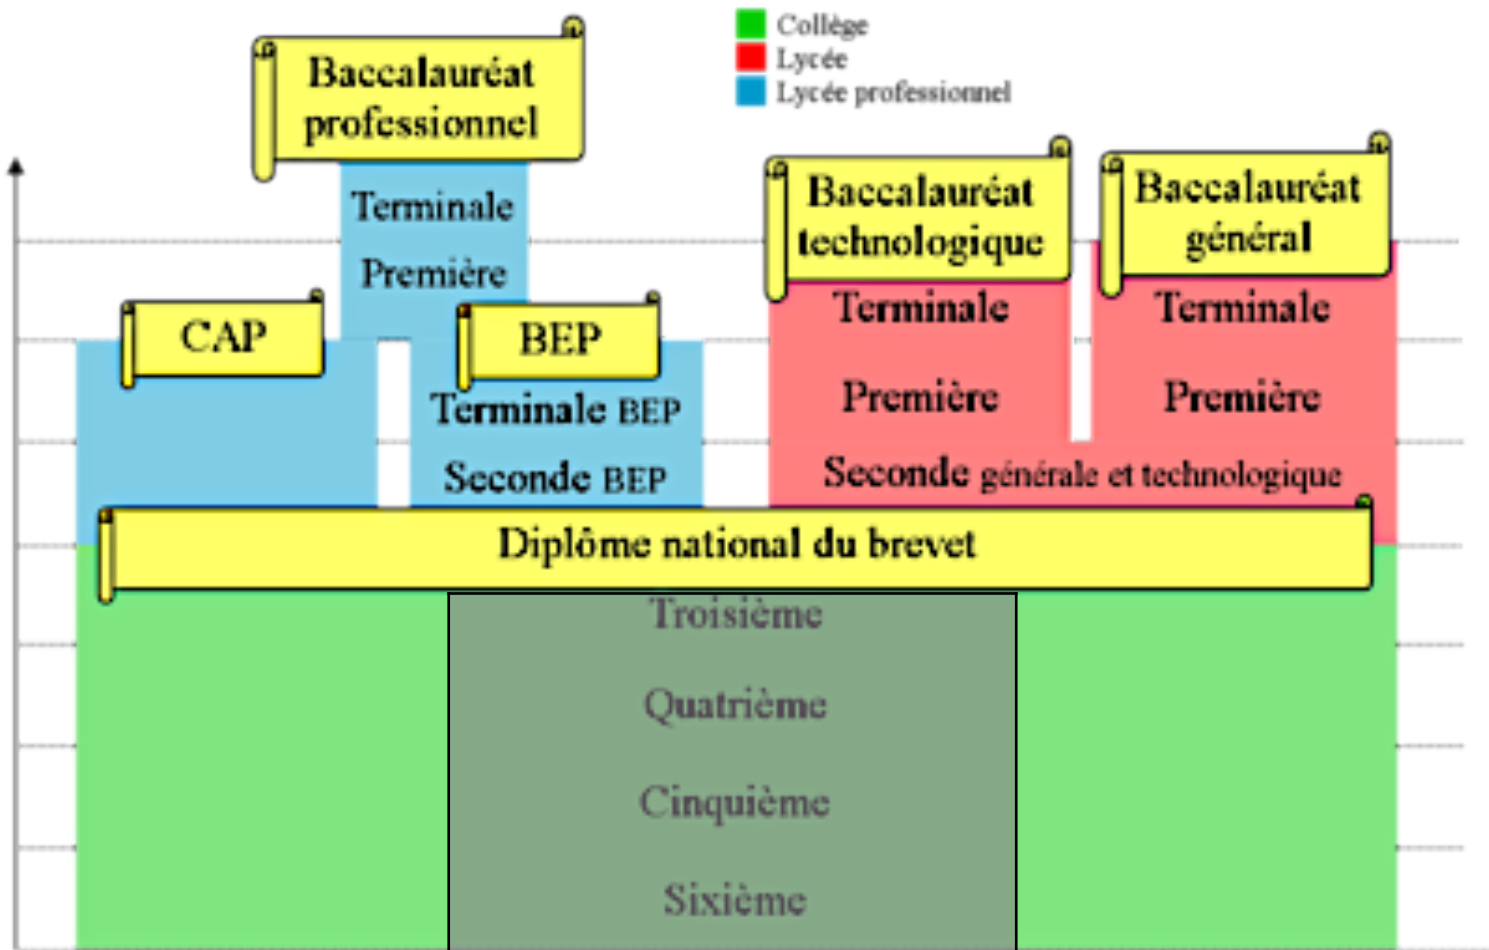 Collège
Lycée
Lycée professionnel
Baccalauréat
professionnel
Terminale
Première
CAP
BEP
Terminale BEP
Seconde BEP
Baccalauréat
technologique
Terminale
Première
Baccalauréat
général
Terminale
Première
Seconde générale et technologique
Diplôme national du brevet
Troisième
Quatrième
Cinquième
Sixième